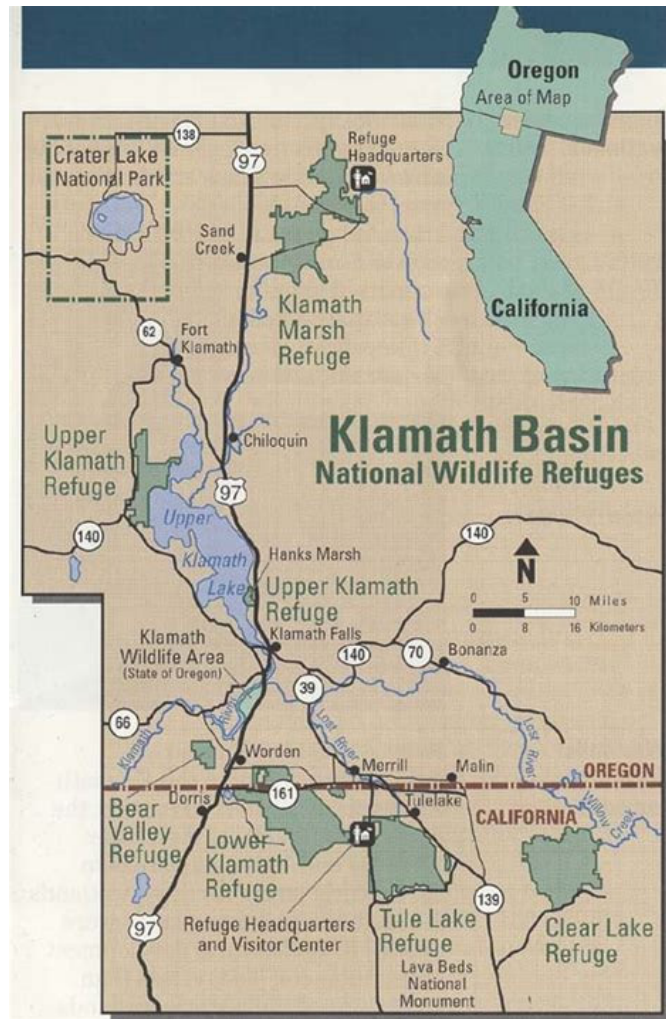 Oregon
Area of Map
138
97
Refuge
Headquarters
Crater Lake
National Park
Sand
Creek
California
Klamath
Marsh
Refuge
62
Fort
Klamath
Upper
Klamath
Refuge
Chiloquin
Klamath Basin
National Wildlife Refuges
97
Upper
Klamath
Lake
140
140
N
Hanks Marsh
Upper Klamath
Refuge
0 5 10 Miles
0 8 16 Kilometers
Klamath
Wildlife Area
(State of Oregon)
Klamath Falls
140
70
Bonanza
39
66
Klamath
River
Lost River
Lost
River
Worden
Merrill
Malin
OREGON
161
Bear
Valley
Refuge
Dorris
Tulelake
CALIFORNIA
Willow
Creek
Lower
Klamath
Refuge
Refuge Headquarters
and Visitor Center
Tule Lake
Refuge
139
Clear Lake
Refuge
97
Lava Beds
National
Monument